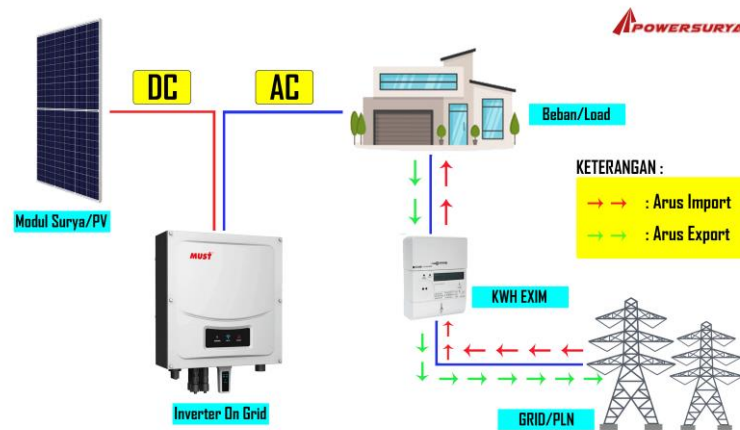 POWERSURYA
DC
AC
Beban/Load
KETERANGAN :
: Arus Import
: Arus Export
Modul Surya/PV
MUST
KWH EXIM
Inverter On Grid
GRID/PLN